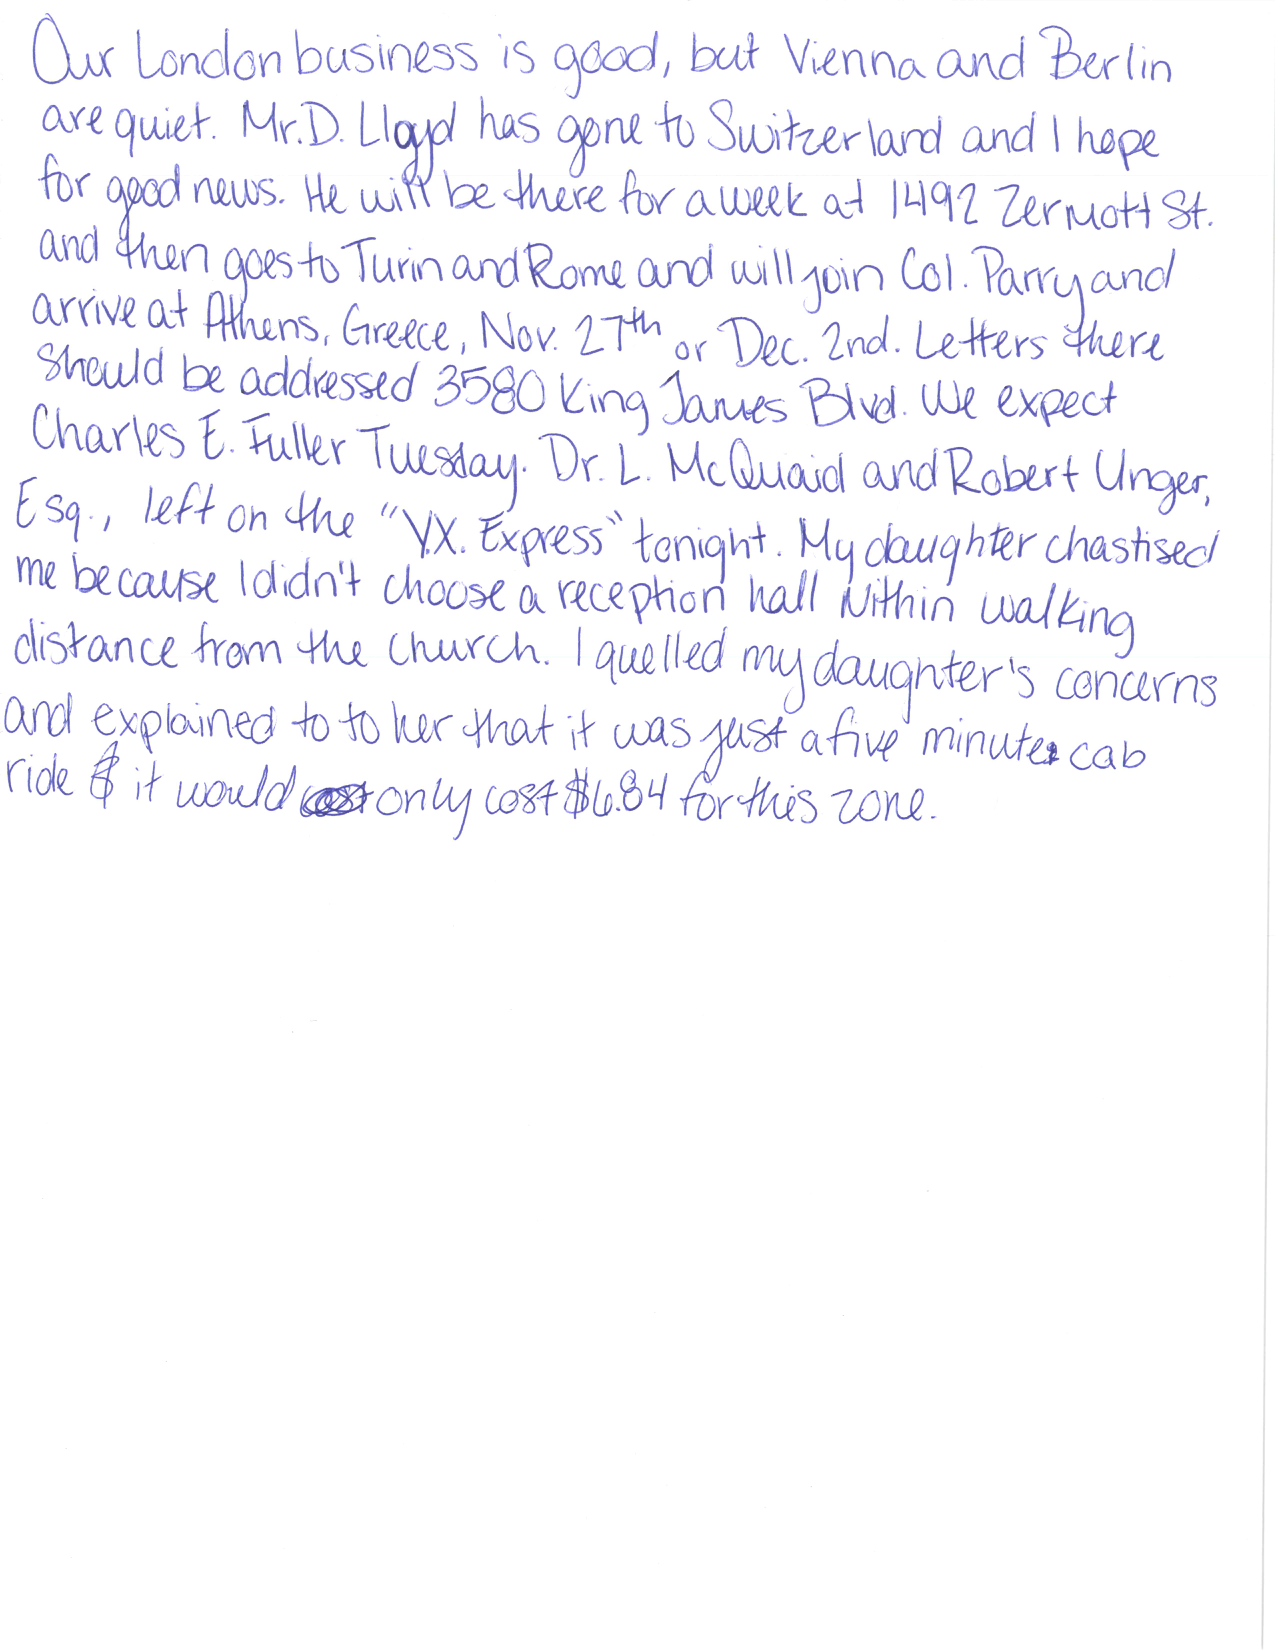 Our London business is good, but Vienna and Berlin
are quiet. Mr. D. Lloyd has gone to Switzerland and I hope
for good news. He will be there for a week at 1492 Zermott St.
and then goes to Turin and Rome and will join Col. Parry and
arrive at Athens, Greece, Nov. 27th or Dec. 2nd. Letters there
should be addressed 3580 King James Blvd. We expect
Charles E. Fuller Tuesday. Dr. L. McQuaid and Robert Unger,
Esq., left on the "Y.X. Express" tonight. My daughter chastised
me because I didn't choose a reception hall within walking
distance from the church. I quelled my daughter's concerns
and explained to to her that it was just a five minute cab
ride & it would only cost $6.84 for this zone.